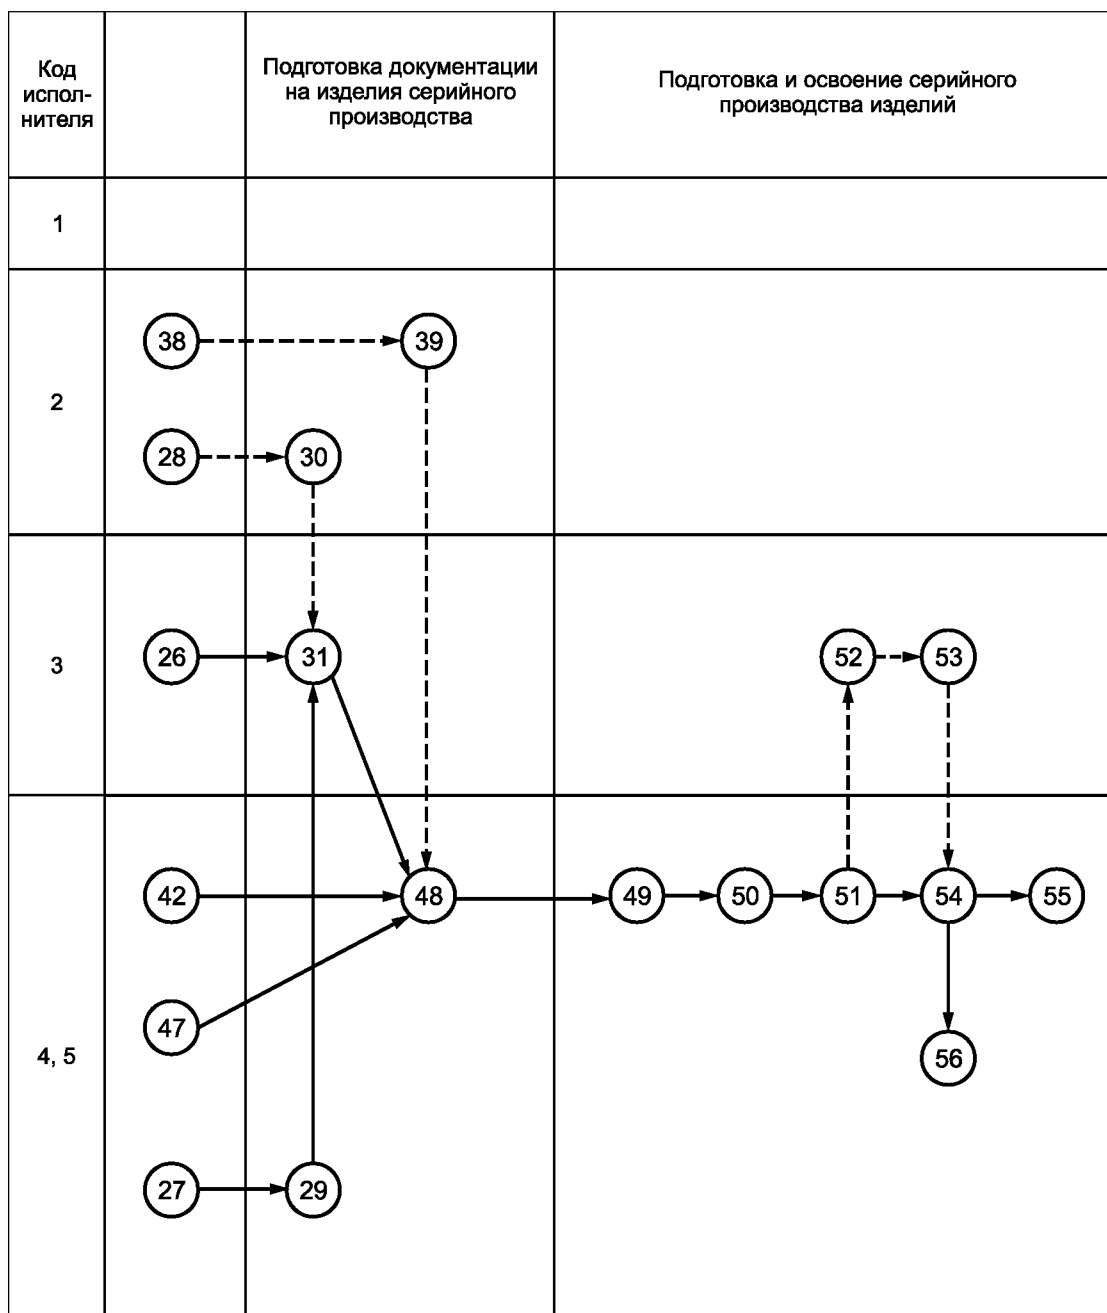 Код
испол-
нителя
Подготовка документации
на изделия серийного
производства
Подготовка и освоение серийного
производства изделий
1
2
38
39
28
30
3
26
31
52
53
4, 5
42
48
49
50
51
54
55
47
56
27
29